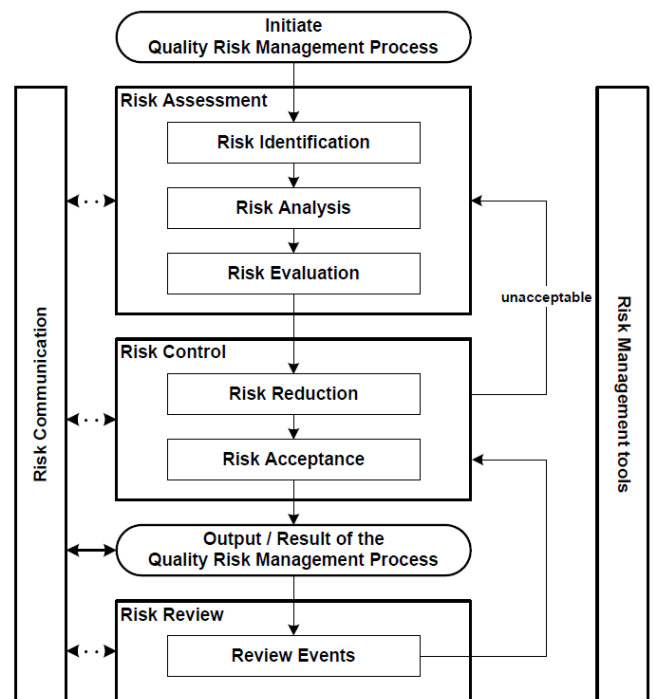 Initiate
Quality Risk Management Process
Risk Assessment
Risk Identification
Risk Analysis
Risk Evaluation
unacceptable
Risk Control
Risk Reduction
Risk Acceptance
Output / Result of the
Quality Risk Management Process
Risk Review
Review Events
Risk Communication
Risk Management tools